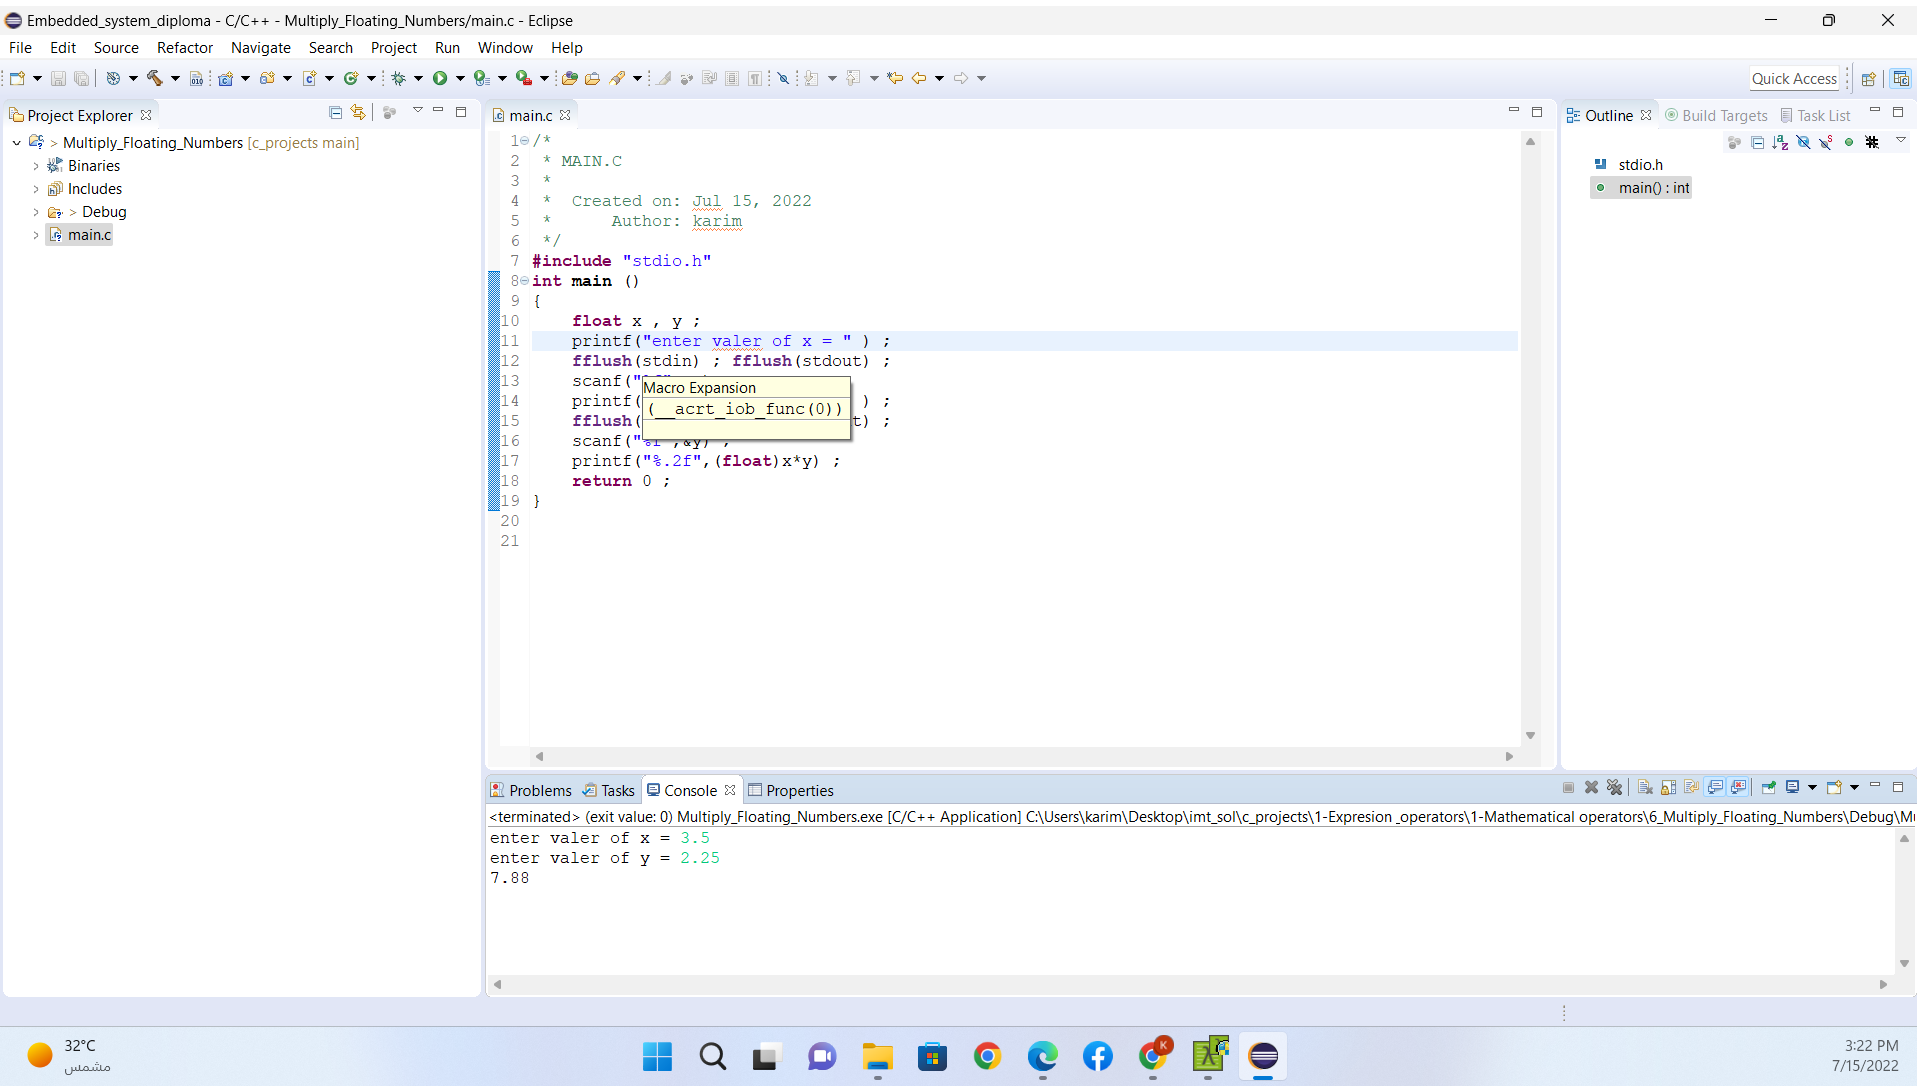 Embedded_system_diploma - C/C++ - Multiply_Floating_Numbers/main.c - Eclipse
File Edit Source Refactor Navigate Search Project Run Window Help
Quick Access
Project Explorer
> Multiply_Floating_Numbers [c_projects main]
Binaries
Includes
> Debug
main.c
main.c
1 /*
2  * MAIN.C
3  *
4  *  Created on: Jul 15, 2022
5  *      Author: karim
6  */
7 #include "stdio.h"
8 int main ()
9 {
10     float x , y ;
11     printf("enter valer of x = " ) ;
12     fflush(stdin) ; fflush(stdout) ;
13     scanf("
14     printf( ) ;
15     fflush( t) ;
16     scanf("%f",&y) ;
17     printf("%.2f",(float)x*y) ;
18     return 0 ;
19 }
20
21
Macro Expansion
(__acrt_iob_func(0))
Outline Build Targets Task List
stdio.h
main() : int
Problems Tasks Console Properties
<terminated> (exit value: 0) Multiply_Floating_Numbers.exe [C/C++ Application] C:\Users\karim\Desktop\imt_sol\c_projects\1-Expresion _operators\1-Mathematical operators\6_Multiply_Floating_Numbers\Debug\Mu
enter valer of x = 3.5
enter valer of y = 2.25
7.88
32°C
مشمس
K
3:22 PM
7/15/2022